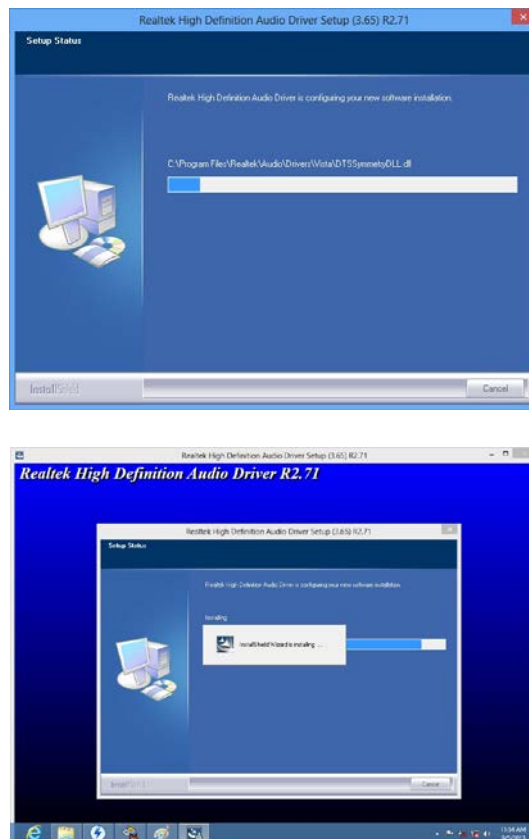 Realtek High Definition Audio Driver Setup (3.65) R2.71
Setup Status
Realtek High Definition Audio Driver is configuring your new software installation.
C:\Program Files\Realtek\Audio\Drivers\Vista\DTSSymmetryDLL.dll
InstallShield
Cancel
Realtek High Definition Audio Driver Setup (3.65) R2.71
Realtek High Definition Audio Driver R2.71
Realtek High Definition Audio Driver Setup (3.65) R2.71
Setup Status
Realtek High Definition Audio Driver is configuring your new software installation.
Installing
InstallShield Wizard is installing ...
InstallShield
Cancel
11:04 AM